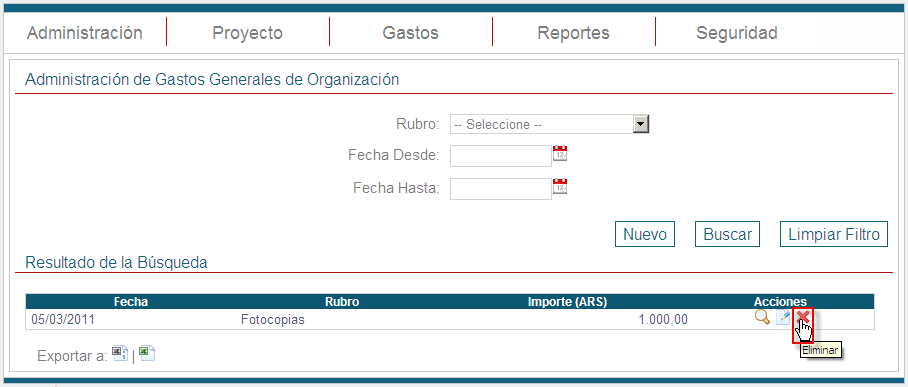 Administración Proyecto Gastos Reportes Seguridad
Administración de Gastos Generales de Organización
Rubro: -- Seleccione --
Fecha Desde:
Fecha Hasta:
Nuevo Buscar Limpiar Filtro
Resultado de la Búsqueda
Fecha Rubro Importe (ARS) Acciones
05/03/2011 Fotocopias 1.000,00
Eliminar
Exportar a: |